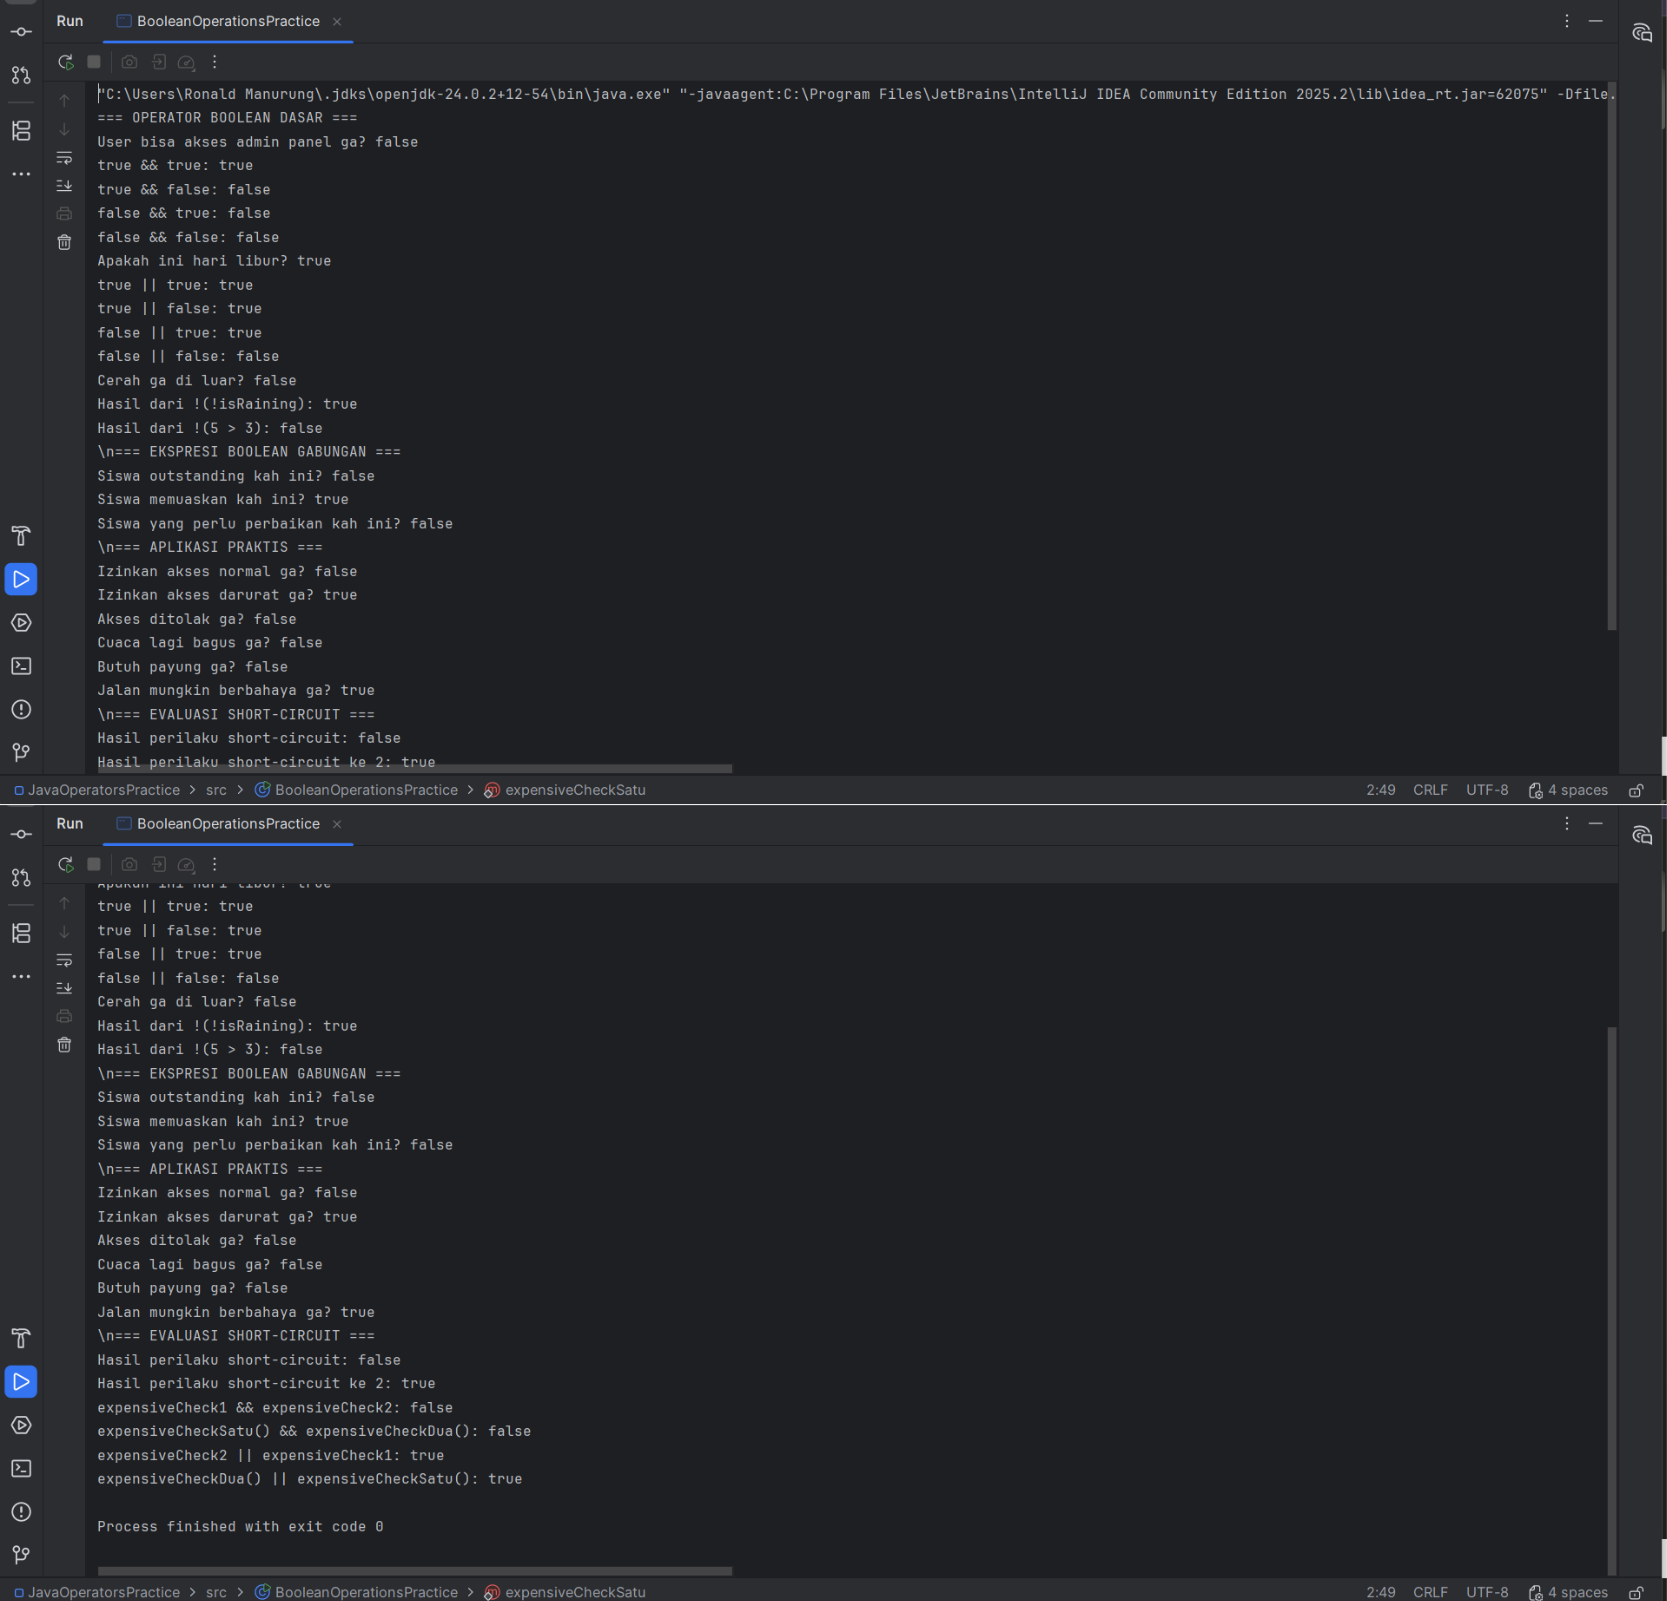 Run
BooleanOperationsPractice
"C:\Users\Ronald Manurung\.jdks\openjdk-24.0.2+12-54\bin\java.exe" "-javaagent:C:\Program Files\JetBrains\IntelliJ IDEA Community Edition 2025.2\lib\idea_rt.jar=62075" -Dfile.
=== OPERATOR BOOLEAN DASAR ===
User bisa akses admin panel ga? false
true && true: true
true && false: false
false && true: false
false && false: false
Apakah ini hari libur? true
true || true: true
true || false: true
false || true: true
false || false: false
Cerah ga di luar? false
Hasil dari !(!isRaining): true
Hasil dari !(5 > 3): false
\n=== EKSPRESI BOOLEAN GABUNGAN ===
Siswa outstanding kah ini? false
Siswa memuaskan kah ini? true
Siswa yang perlu perbaikan kah ini? false
\n=== APLIKASI PRAKTIS ===
Izinkan akses normal ga? false
Izinkan akses darurat ga? true
Akses ditolak ga? false
Cuaca lagi bagus ga? false
Butuh payung ga? false
Jalan mungkin berbahaya ga? true
\n=== EVALUASI SHORT-CIRCUIT ===
Hasil perilaku short-circuit: false
Hasil perilaku short-circuit ke 2: true
JavaOperatorsPractice > src > BooleanOperationsPractice > expensiveCheckSatu 2:49 CRLF UTF-8 4 spaces
Run
BooleanOperationsPractice
Apakah ini hari libur? true
true || true: true
true || false: true
false || true: true
false || false: false
Cerah ga di luar? false
Hasil dari !(!isRaining): true
Hasil dari !(5 > 3): false
\n=== EKSPRESI BOOLEAN GABUNGAN ===
Siswa outstanding kah ini? false
Siswa memuaskan kah ini? true
Siswa yang perlu perbaikan kah ini? false
\n=== APLIKASI PRAKTIS ===
Izinkan akses normal ga? false
Izinkan akses darurat ga? true
Akses ditolak ga? false
Cuaca lagi bagus ga? false
Butuh payung ga? false
Jalan mungkin berbahaya ga? true
\n=== EVALUASI SHORT-CIRCUIT ===
Hasil perilaku short-circuit: false
Hasil perilaku short-circuit ke 2: true
expensiveCheck1 && expensiveCheck2: false
expensiveCheckSatu() && expensiveCheckDua(): false
expensiveCheck2 || expensiveCheck1: true
expensiveCheckDua() || expensiveCheckSatu(): true
Process finished with exit code 0
JavaOperatorsPractice > src > BooleanOperationsPractice > expensiveCheckSatu 2:49 CRLF UTF-8 4 spaces